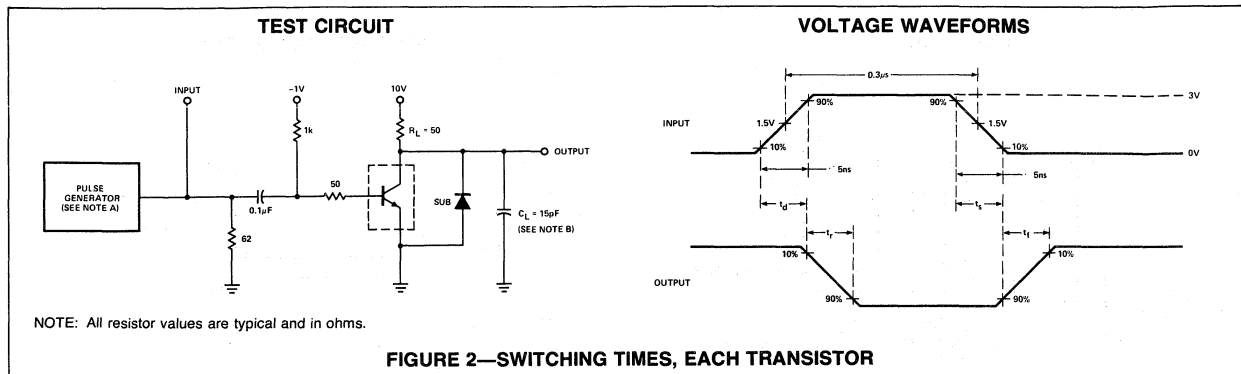 TEST CIRCUIT
INPUT
-1V
10V
1k
R_L = 50
OUTPUT
PULSE
GENERATOR
(SEE NOTE A)
0.1μF
50
SUB
C_L = 15pF
(SEE NOTE B)
62
NOTE: All resistor values are typical and in ohms.
VOLTAGE WAVEFORMS
0.3μs
90%
90%
3V
INPUT
1.5V
1.5V
10%
10%
0V
5ns
5ns
t_d
t_s
t_r
t_f
10%
10%
OUTPUT
90%
90%
FIGURE 2—SWITCHING TIMES, EACH TRANSISTOR